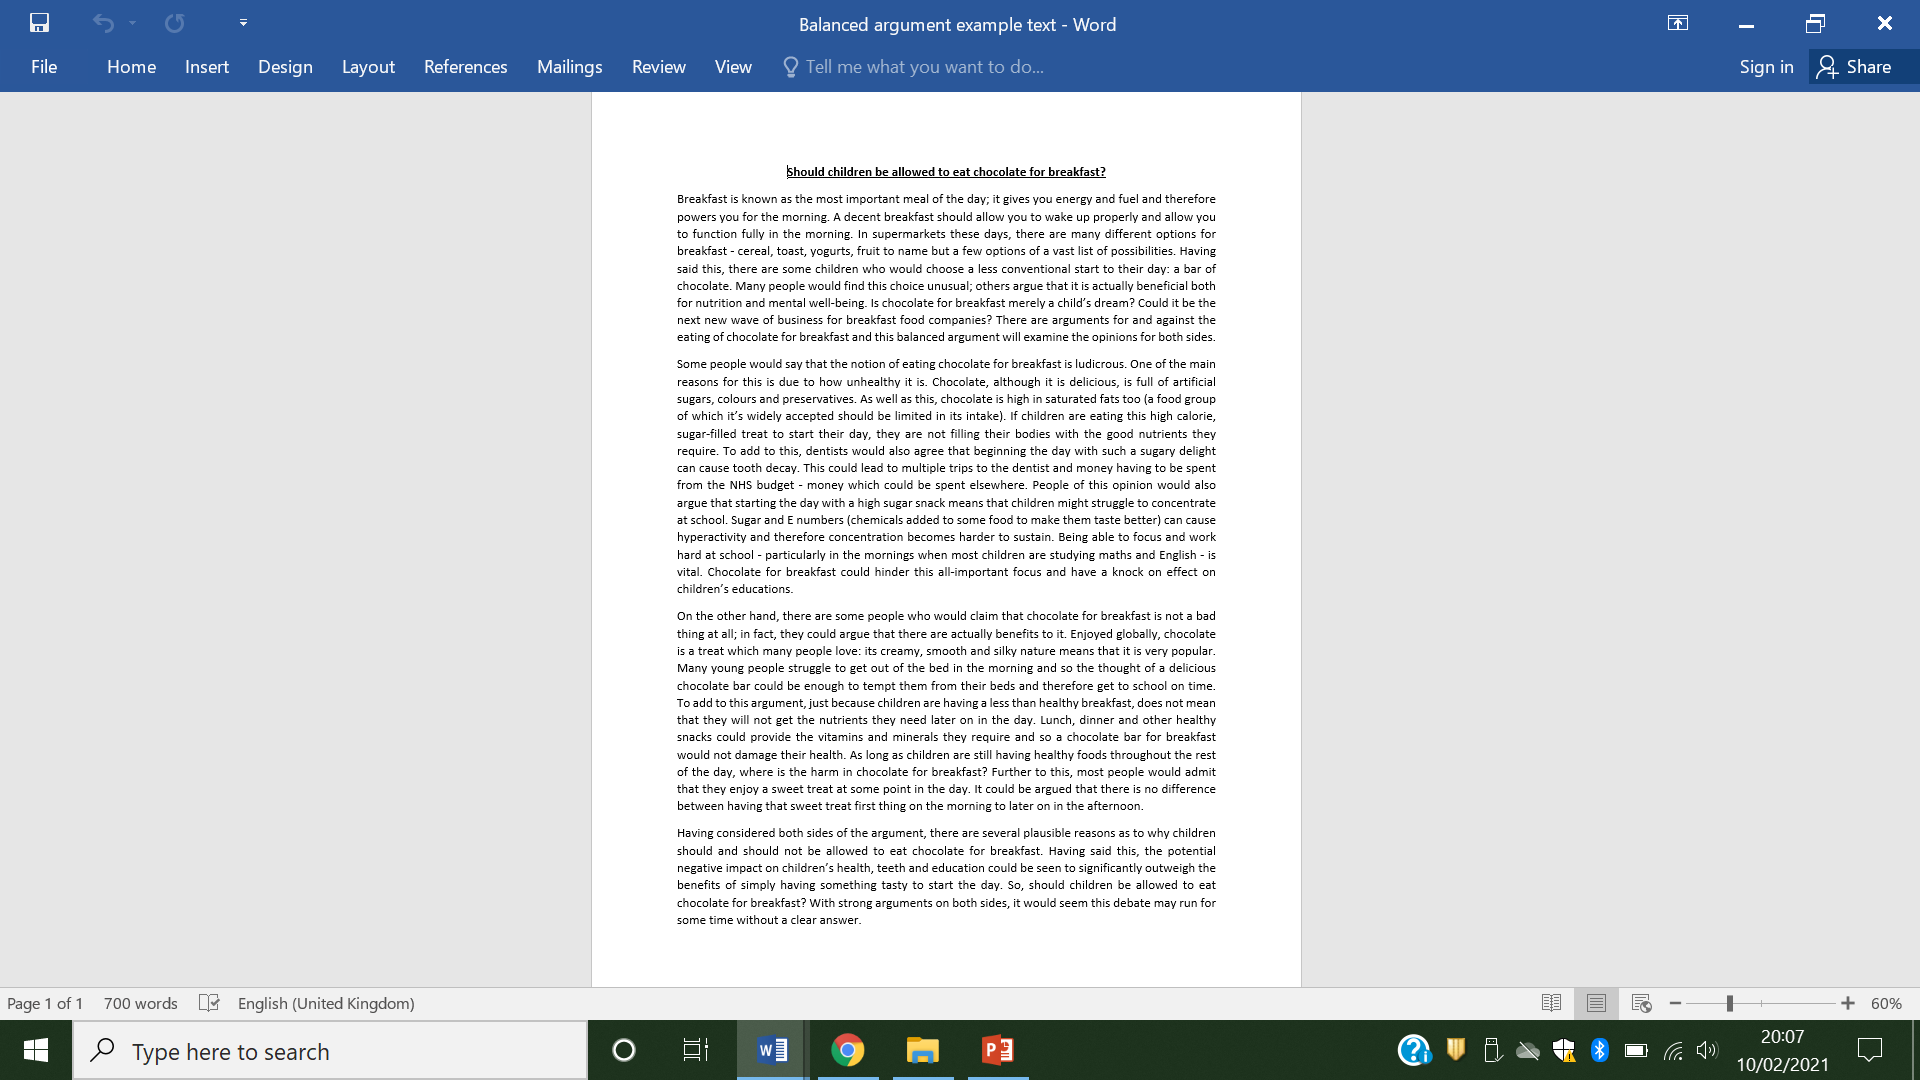 Balanced argument example text - Word
File Home Insert Design Layout References Mailings Review View Tell me what you want to do... Sign in Share
Should children be allowed to eat chocolate for breakfast?
Breakfast is known as the most important meal of the day; it gives you energy and fuel and therefore
powers you for the morning. A decent breakfast should allow you to wake up properly and allow you
to function fully in the morning. In supermarkets these days, there are many different options for
breakfast - cereal, toast, yogurts, fruit to name but a few options of a vast list of possibilities. Having
said this, there are some children who would choose a less conventional start to their day: a bar of
chocolate. Many people would find this choice unusual; others argue that it is actually beneficial both
for nutrition and mental well-being. Is chocolate for breakfast merely a child’s dream? Could it be the
next new wave of business for breakfast food companies? There are arguments for and against the
eating of chocolate for breakfast and this balanced argument will examine the opinions for both sides.
Some people would say that the notion of eating chocolate for breakfast is ludicrous. One of the main
reasons for this is due to how unhealthy it is. Chocolate, although it is delicious, is full of artificial
sugars, colours and preservatives. As well as this, chocolate is high in saturated fats too (a food group
of which it’s widely accepted should be limited in its intake). If children are eating this high calorie,
sugar-filled treat to start their day, they are not filling their bodies with the good nutrients they
require. To add to this, dentists would also agree that beginning the day with such a sugary delight
can cause tooth decay. This could lead to multiple trips to the dentist and money having to be spent
from the NHS budget - money which could be spent elsewhere. People of this opinion would also
argue that starting the day with a high sugar snack means that children might struggle to concentrate
at school. Sugar and E numbers (chemicals added to some food to make them taste better) can cause
hyperactivity and therefore concentration becomes harder to sustain. Being able to focus and work
hard at school - particularly in the mornings when most children are studying maths and English - is
vital. Chocolate for breakfast could hinder this all-important focus and have a knock on effect on
children’s educations.
On the other hand, there are some people who would claim that chocolate for breakfast is not a bad
thing at all; in fact, they could argue that there are actually benefits to it. Enjoyed globally, chocolate
is a treat which many people love: its creamy, smooth and silky nature means that it is very popular.
Many young people struggle to get out of the bed in the morning and so the thought of a delicious
chocolate bar could be enough to tempt them from their beds and therefore get to school on time.
To add to this argument, just because children are having a less than healthy breakfast, does not mean
that they will not get the nutrients they need later on in the day. Lunch, dinner and other healthy
snacks could provide the vitamins and minerals they require and so a chocolate bar for breakfast
would not damage their health. As long as children are still having healthy foods throughout the rest
of the day, where is the harm in chocolate for breakfast? Further to this, most people would admit
that they enjoy a sweet treat at some point in the day. It could be argued that there is no difference
between having that sweet treat first thing on the morning to later on in the afternoon.
Having considered both sides of the argument, there are several plausible reasons as to why children
should and should not be allowed to eat chocolate for breakfast. Having said this, the potential
negative impact on children’s health, teeth and education could be seen to significantly outweigh the
benefits of simply having something tasty to start the day. So, should children be allowed to eat
chocolate for breakfast? With strong arguments on both sides, it would seem this debate may run for
some time without a clear answer.
Page 1 of 1 700 words English (United Kingdom) 60%
Type here to search
20:07
10/02/2021